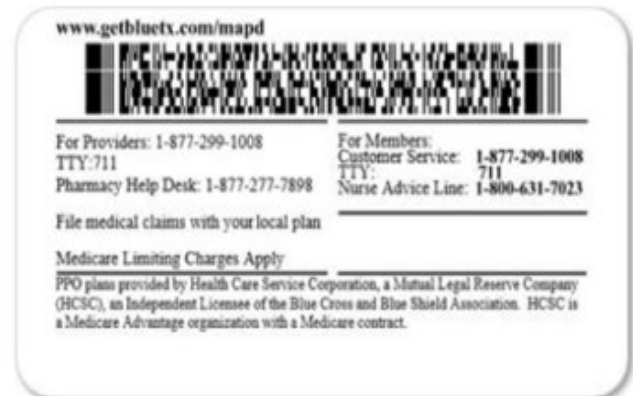 www.getbluetx.com/mapd
For Providers: 1-877-299-1008
TTY:711
Pharmacy Help Desk: 1-877-277-7898
File medical claims with your local plan
Medicare Limiting Charges Apply
For Members:
Customer Service: 1-877-299-1008
TTY: 711
Nurse Advice Line: 1-800-631-7023
PPO plans provided by Health Care Service Corporation, a Mutual Legal Reserve Company
(HCSC), an Independent Licensee of the Blue Cross and Blue Shield Association. HCSC is
a Medicare Advantage organization with a Medicare contract.